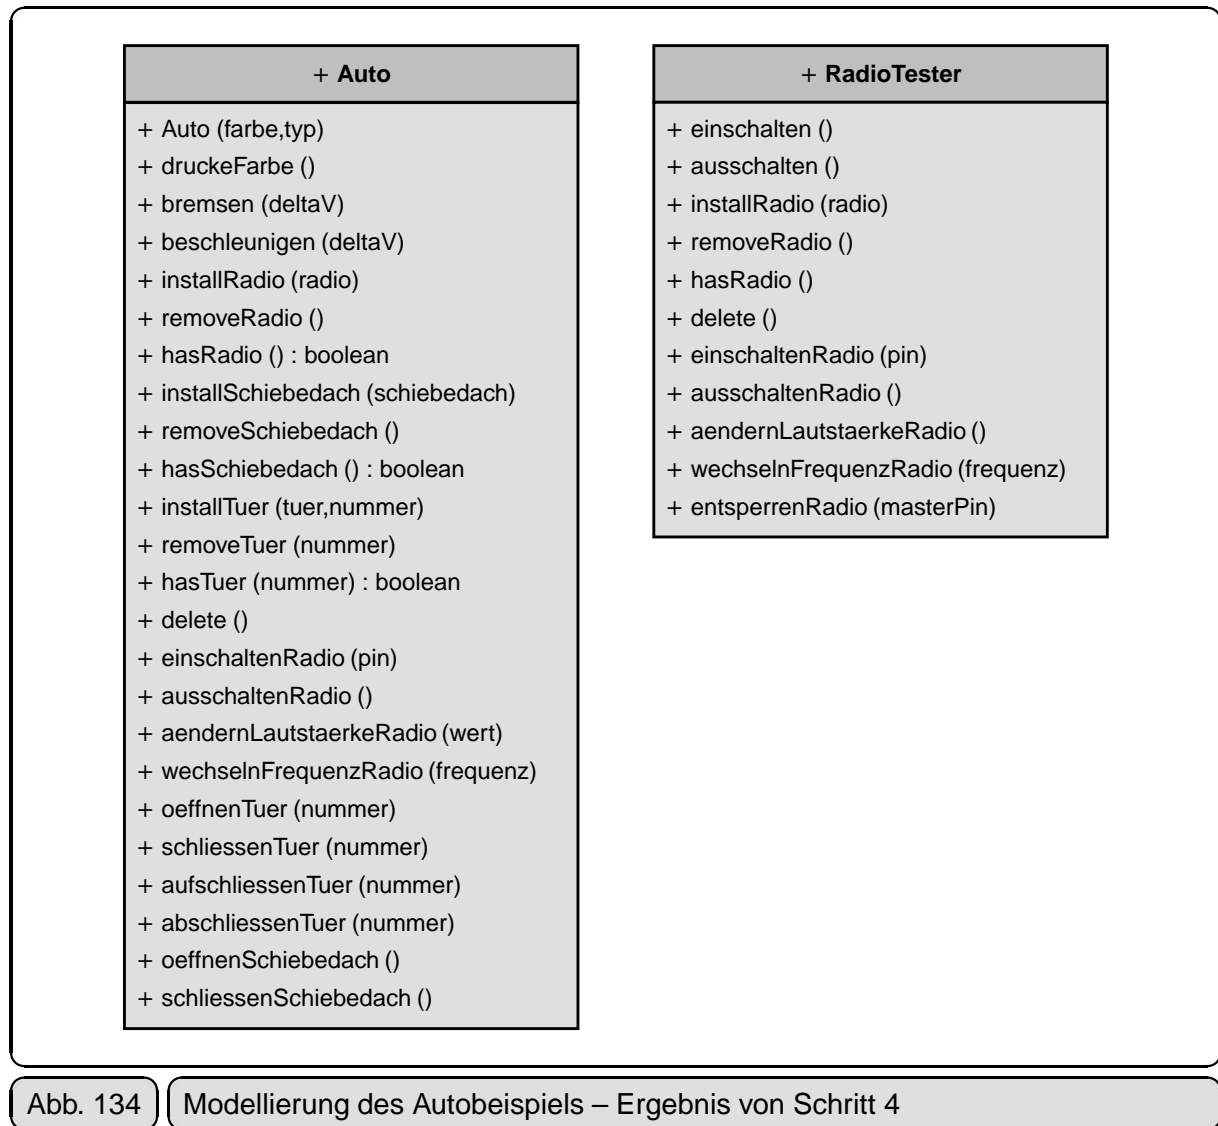 + Auto
+ Auto (farbe,typ)
+ druckeFarbe ()
+ bremsen (deltaV)
+ beschleunigen (deltaV)
+ installRadio (radio)
+ removeRadio ()
+ hasRadio () : boolean
+ installSchiebedach (schiebedach)
+ removeSchiebedach ()
+ hasSchiebedach () : boolean
+ installTuer (tuer,nummer)
+ removeTuer (nummer)
+ hasTuer (nummer) : boolean
+ delete ()
+ einschaltenRadio (pin)
+ ausschaltenRadio ()
+ aendernLautstaerkeRadio (wert)
+ wechselnFrequenzRadio (frequenz)
+ oeffnenTuer (nummer)
+ schliessenTuer (nummer)
+ aufschliessenTuer (nummer)
+ abschliessenTuer (nummer)
+ oeffnenSchiebedach ()
+ schliessenSchiebedach ()
+ RadioTester
+ einschalten ()
+ ausschalten ()
+ installRadio (radio)
+ removeRadio ()
+ hasRadio ()
+ delete ()
+ einschaltenRadio (pin)
+ ausschaltenRadio ()
+ aendernLautstaerkeRadio ()
+ wechselnFrequenzRadio (frequenz)
+ entsperrenRadio (masterPin)
Abb. 134 Modellierung des Autobeispiels – Ergebnis von Schritt 4